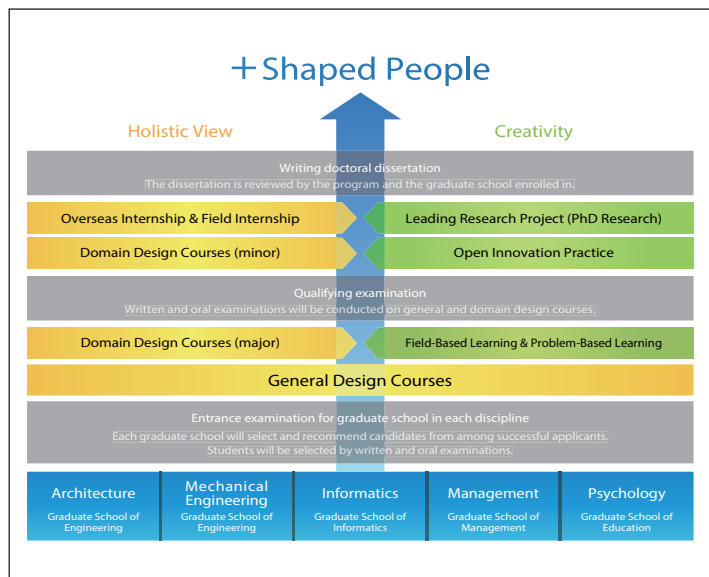 +Shaped People
Holistic View
Creativity
Writing doctoral dissertation
The dissertation is reviewed by the program and the graduate school enrolled in.
Overseas Internship & Field Internship
Leading Research Project (PhD Research)
Domain Design Courses (minor)
Open Innovation Practice
Qualifying examination
Written and oral examinations will be conducted on general and domain design courses.
Domain Design Courses (major)
Field-Based Learning & Problem-Based Learning
General Design Courses
Entrance examination for graduate school in each discipline
Each graduate school will select and recommend candidates from among successful applicants.
Students will be selected by written and oral examinations.
Architecture
Graduate School of
Engineering
Mechanical
Engineering
Graduate School of
Engineering
Informatics
Graduate School of
Informatics
Management
Graduate School of
Management
Psychology
Graduate School of
Education